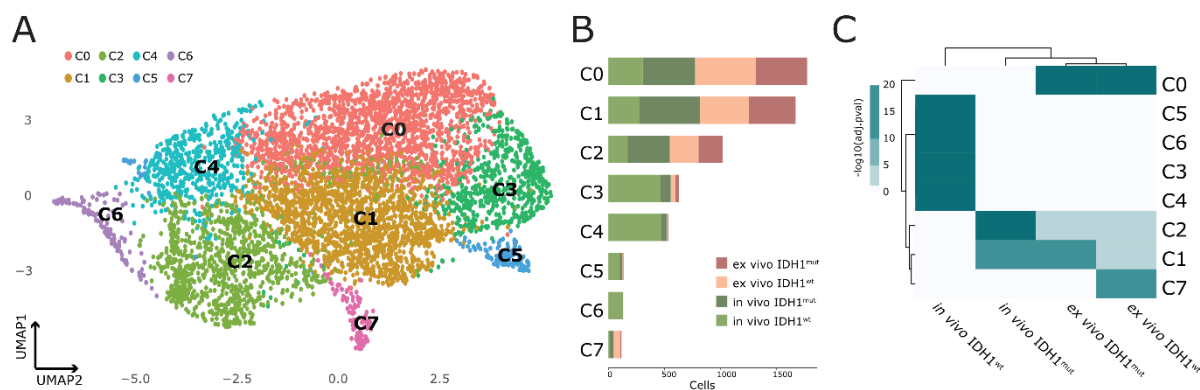 A
C0 C2 C4 C6
C1 C3 C5 C7
3
0
−3
C0
C4
C3
C6
C1
C2
C5
C7
UMAP1
UMAP2
−5.0 −2.5 0.0 2.5
B
C0
C1
C2
C3
C4
C5
C6
C7
ex vivo IDH1mut
ex vivo IDH1wt
in vivo IDH1mut
in vivo IDH1wt
0 500 1000 1500
Cells
C
20
15
10
5
0
-log10(adj.pval)
C0
C5
C6
C3
C4
C2
C1
C7
in vivo IDH1wt
in vivo IDH1mut
ex vivo IDH1mut
ex vivo IDH1wt